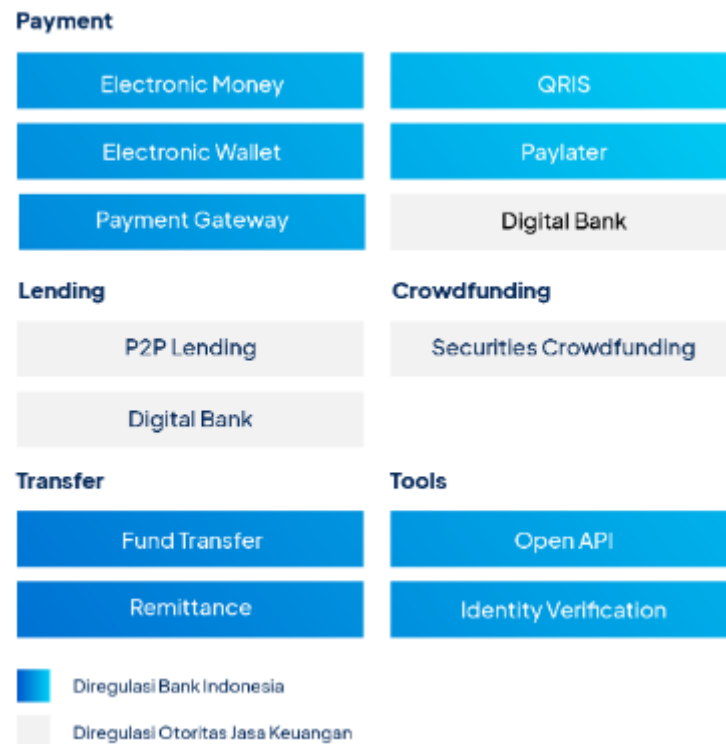 Payment
Electronic Money
QRIS
Electronic Wallet
Paylater
Payment Gateway
Digital Bank
Lending
Crowdfunding
P2P Lending
Securities Crowdfunding
Digital Bank
Transfer
Tools
Fund Transfer
Open API
Remittance
Identity Verification
Diregulasi Bank Indonesia
Diregulasi Otoritas Jasa Keuangan